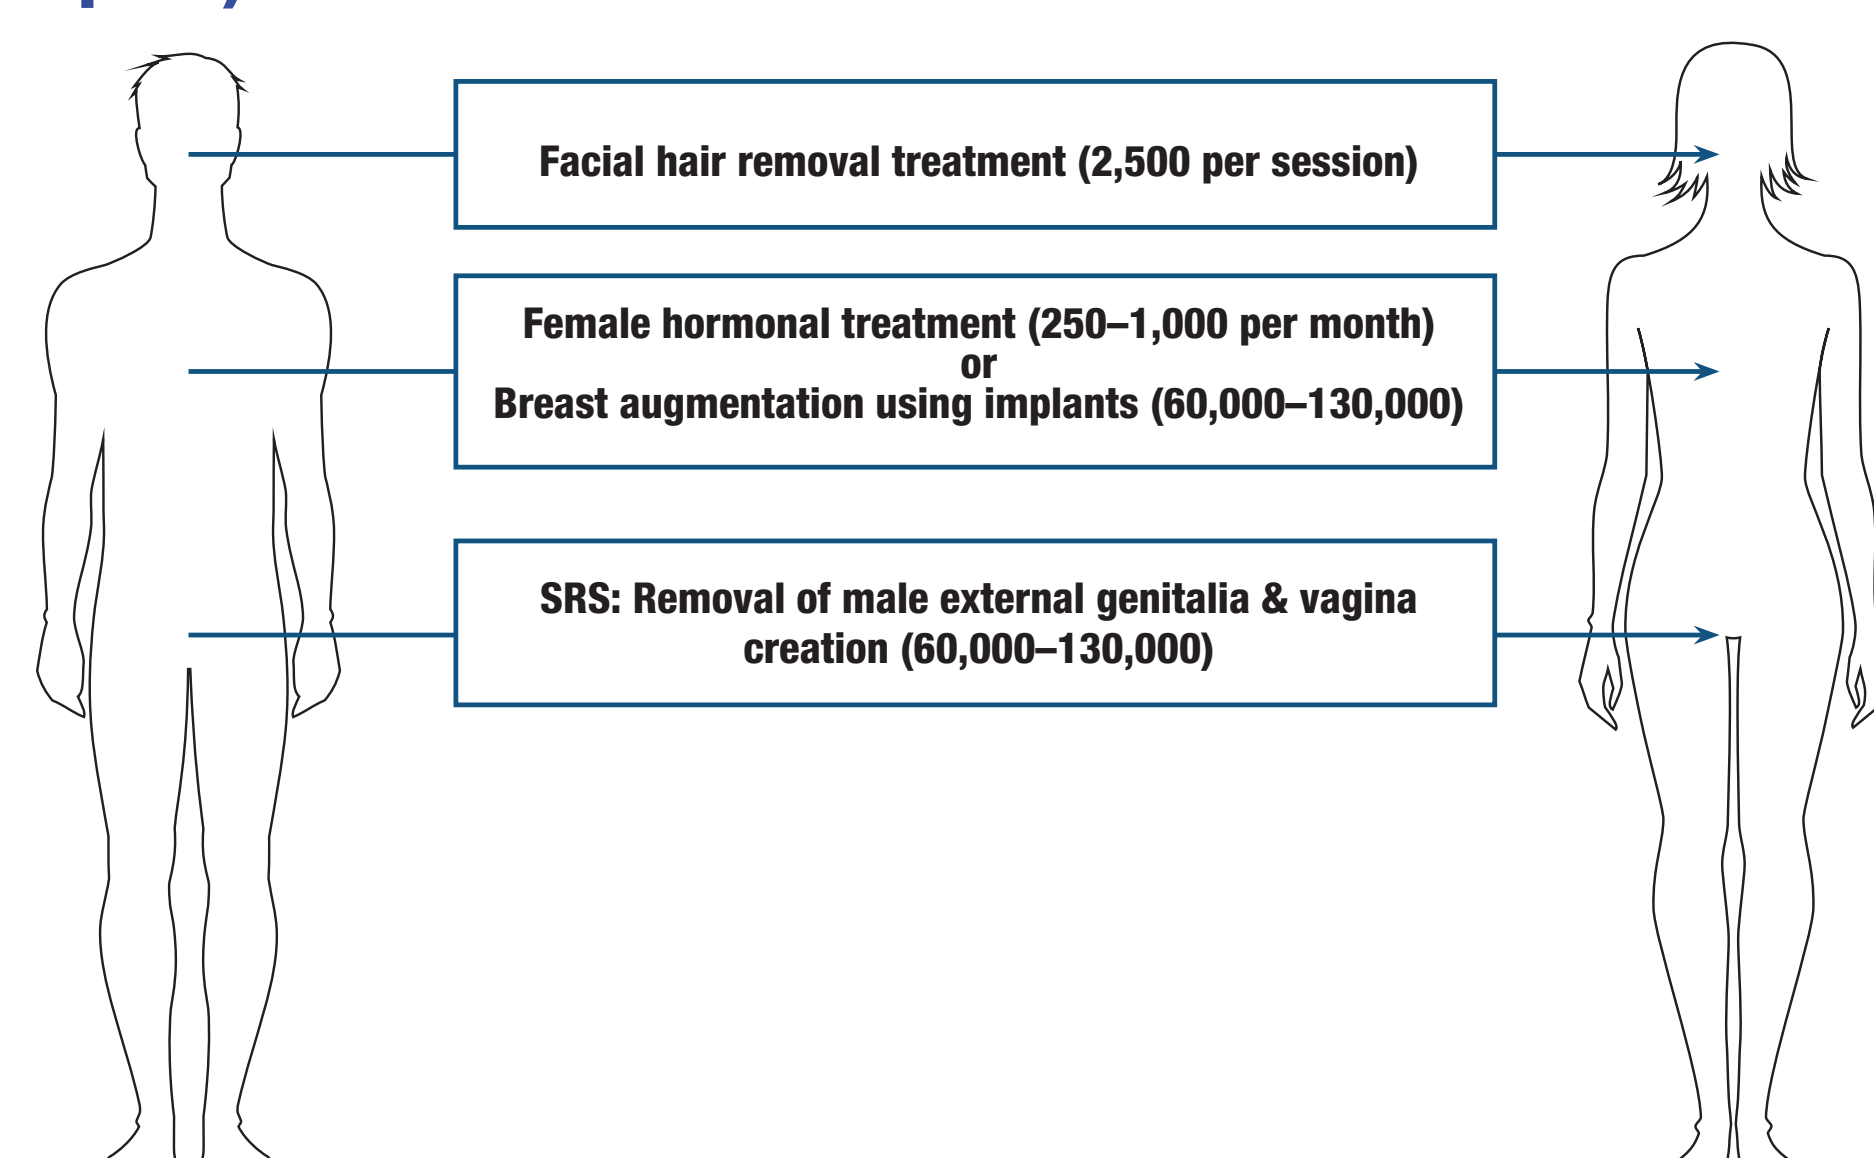 Facial hair removal treatment (2,500 per session)
Female hormonal treatment (250–1,000 per month)
or
Breast augmentation using implants (60,000–130,000)
SRS: Removal of male external genitalia & vagina
creation (60,000–130,000)